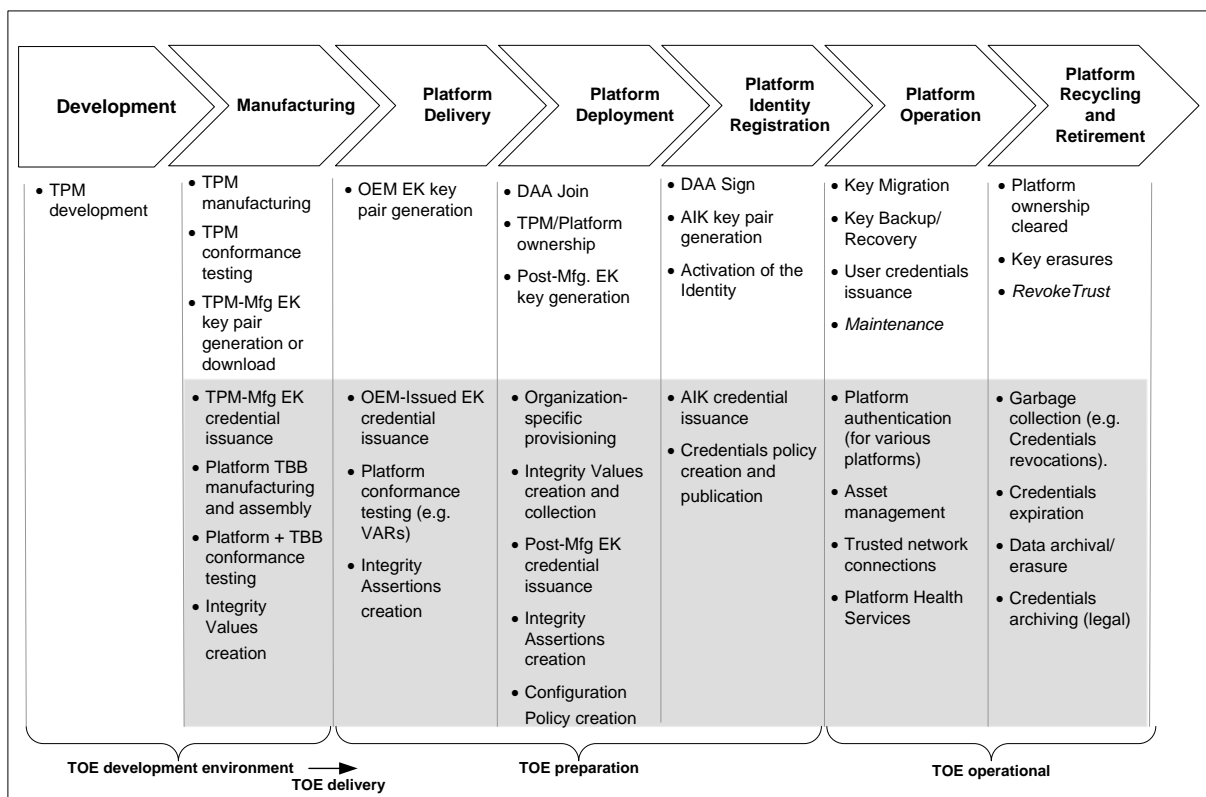 Development
Manufacturing
Platform
Delivery
Platform
Deployment
Platform
Identity
Registration
Platform
Operation
Platform
Recycling
and
Retirement
• TPM
development
• TPM
manufacturing
• TPM
conformance
testing
• TPM-Mfg EK
key pair
generation or
download
• TPM-Mfg EK
credential
issuance
• Platform TBB
manufacturing
and assembly
• Platform + TBB
conformance
testing
• Integrity
Values
creation
• OEM EK key
pair generation
• OEM-Issued EK
credential
issuance
• Platform
conformance
testing (e.g.
VARs)
• Integrity
Assertions
creation
• DAA Join
• TPM/Platform
ownership
• Post-Mfg. EK
key generation
• Organization-
specific
provisioning
• Integrity Values
creation and
collection
• Post-Mfg EK
credential
issuance
• Integrity
Assertions
creation
• Configuration
Policy creation
• DAA Sign
• AIK key pair
generation
• Activation of the
Identity
• AIK credential
issuance
• Credentials policy
creation and
publication
• Key Migration
• Key Backup/
Recovery
• User credentials
issuance
• Maintenance
• Platform
authentication
(for various
platforms)
• Asset
management
• Trusted network
connections
• Platform Health
Services
• Platform
ownership
cleared
• Key erasures
• RevokeTrust
• Garbage
collection (e.g.
Credentials
revocations).
• Credentials
expiration
• Data archival/
erasure
• Credentials
archiving (legal)
TOE development environment
TOE delivery
TOE preparation
TOE operational